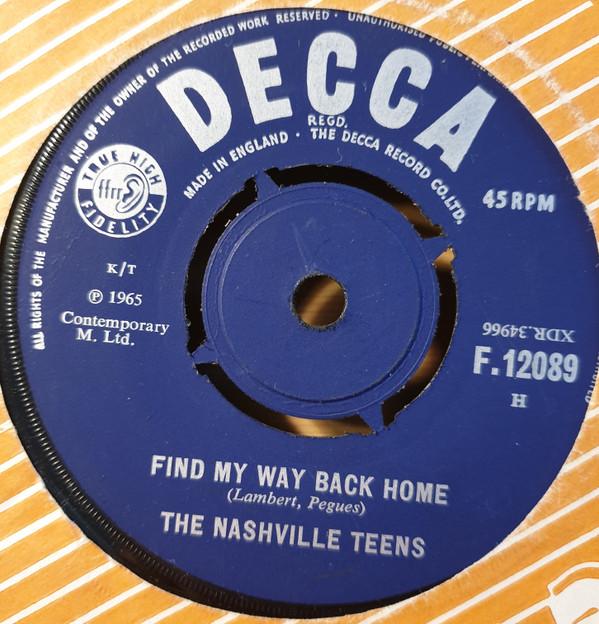 ALL RIGHTS OF THE MANUFACTURER AND OF THE OWNER OF THE RECORDED WORK RESERVED · UNAUTHORISED
DECCA
REGD.
MADE IN ENGLAND · THE DECCA RECORD CO. LTD.
TRUE HIGH
ffrr
FIDELITY
45 RPM
K/T
Ⓟ 1965
Contemporary
M. Ltd.
XDR.34966
F.12089
H
FIND MY WAY BACK HOME
(Lambert, Pegues)
THE NASHVILLE TEENS